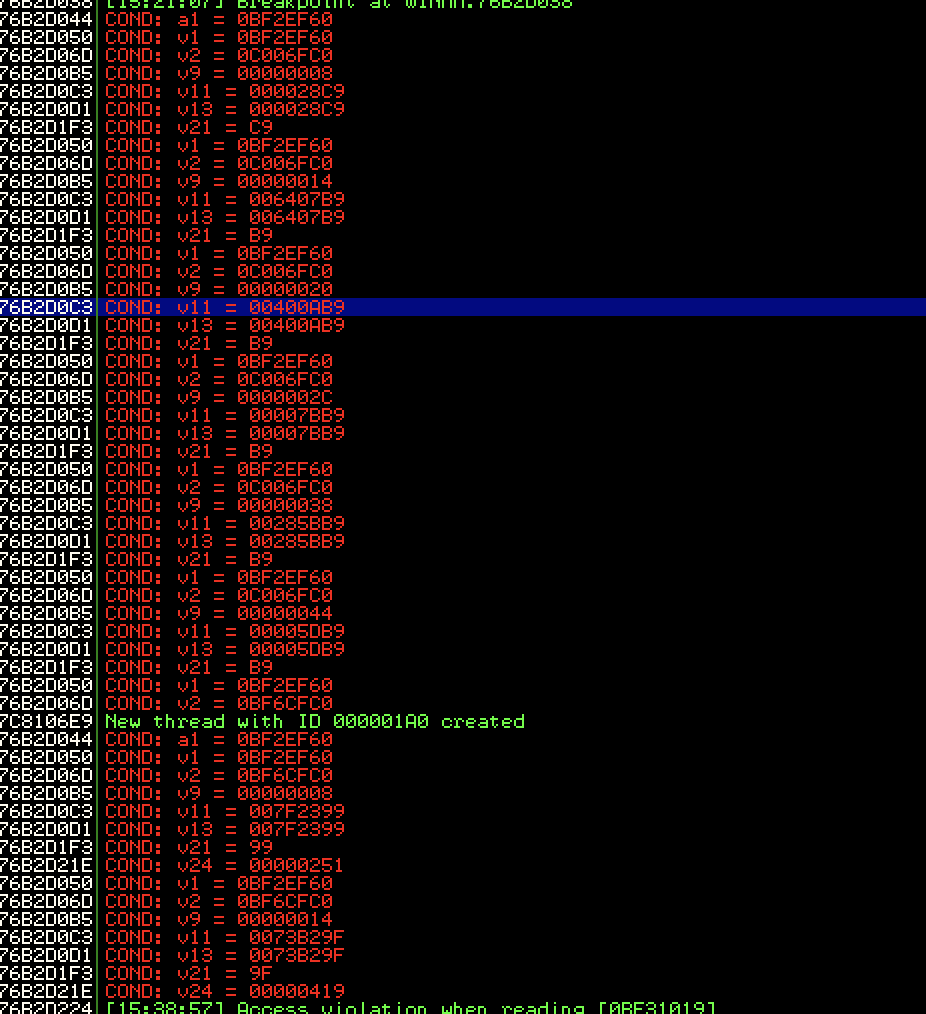 76B2D038 [15:21:07] Breakpoint at winmm.76B2D038
76B2D044 COND: a1 = 0BF2EF60
76B2D050 COND: v1 = 0BF2EF60
76B2D06D COND: v2 = 0C006FC0
76B2D0B5 COND: v9 = 00000008
76B2D0C3 COND: v11 = 000028C9
76B2D0D1 COND: v13 = 000028C9
76B2D1F3 COND: v21 = C9
76B2D050 COND: v1 = 0BF2EF60
76B2D06D COND: v2 = 0C006FC0
76B2D0B5 COND: v9 = 00000014
76B2D0C3 COND: v11 = 006407B9
76B2D0D1 COND: v13 = 006407B9
76B2D1F3 COND: v21 = B9
76B2D050 COND: v1 = 0BF2EF60
76B2D06D COND: v2 = 0C006FC0
76B2D0B5 COND: v9 = 00000020
76B2D0C3 COND: v11 = 00400AB9
76B2D0D1 COND: v13 = 00400AB9
76B2D1F3 COND: v21 = B9
76B2D050 COND: v1 = 0BF2EF60
76B2D06D COND: v2 = 0C006FC0
76B2D0B5 COND: v9 = 0000002C
76B2D0C3 COND: v11 = 00007BB9
76B2D0D1 COND: v13 = 00007BB9
76B2D1F3 COND: v21 = B9
76B2D050 COND: v1 = 0BF2EF60
76B2D06D COND: v2 = 0C006FC0
76B2D0B5 COND: v9 = 00000038
76B2D0C3 COND: v11 = 00285BB9
76B2D0D1 COND: v13 = 00285BB9
76B2D1F3 COND: v21 = B9
76B2D050 COND: v1 = 0BF2EF60
76B2D06D COND: v2 = 0C006FC0
76B2D0B5 COND: v9 = 00000044
76B2D0C3 COND: v11 = 00005DB9
76B2D0D1 COND: v13 = 00005DB9
76B2D1F3 COND: v21 = B9
76B2D050 COND: v1 = 0BF2EF60
76B2D06D COND: v2 = 0BF6CFC0
7C8106E9 New thread with ID 000001A0 created
76B2D044 COND: a1 = 0BF2EF60
76B2D050 COND: v1 = 0BF2EF60
76B2D06D COND: v2 = 0BF6CFC0
76B2D0B5 COND: v9 = 00000008
76B2D0C3 COND: v11 = 007F2399
76B2D0D1 COND: v13 = 007F2399
76B2D1F3 COND: v21 = 99
76B2D21E COND: v24 = 00000251
76B2D050 COND: v1 = 0BF2EF60
76B2D06D COND: v2 = 0BF6CFC0
76B2D0B5 COND: v9 = 00000014
76B2D0C3 COND: v11 = 0073B29F
76B2D0D1 COND: v13 = 0073B29F
76B2D1F3 COND: v21 = 9F
76B2D21E COND: v24 = 00000419
76B2D224 [15:38:57] Access violation when reading [0BF31019]